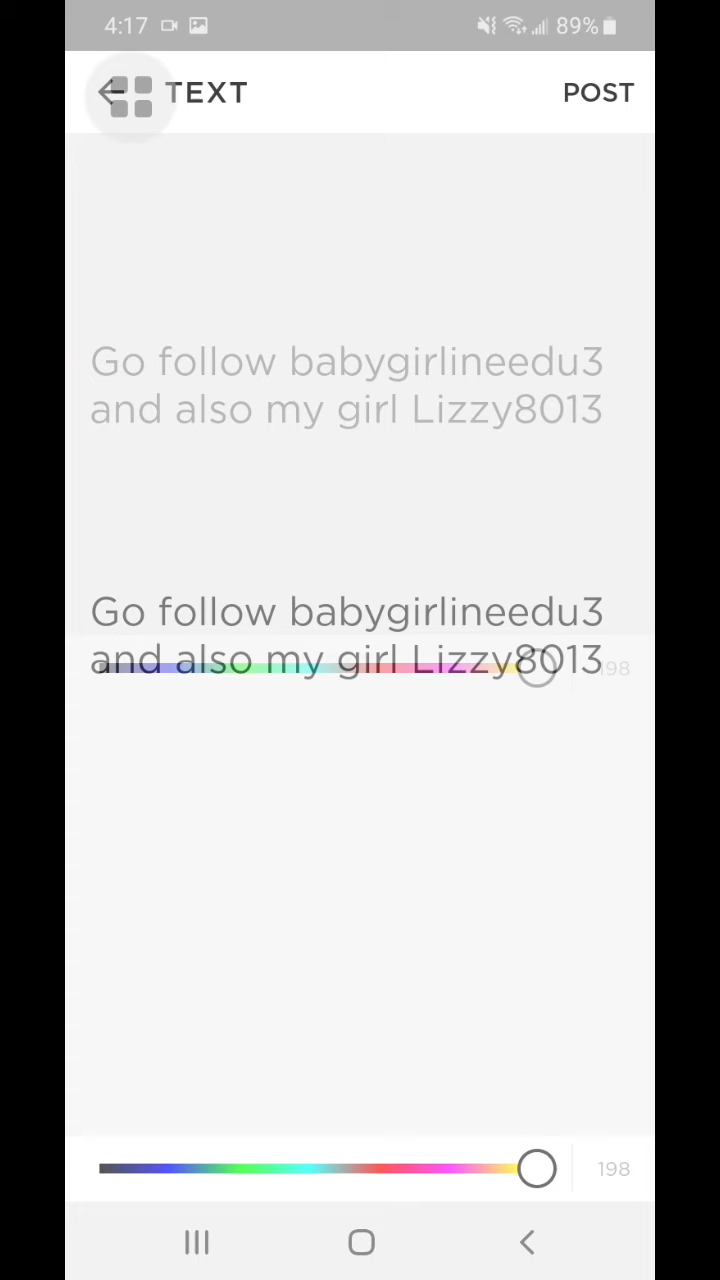 4:17
89%
TEXT
POST
Go follow babygirlineedu3
and also my girl Lizzy8013
Go follow babygirlineedu3
and also my girl Lizzy8013
198
198